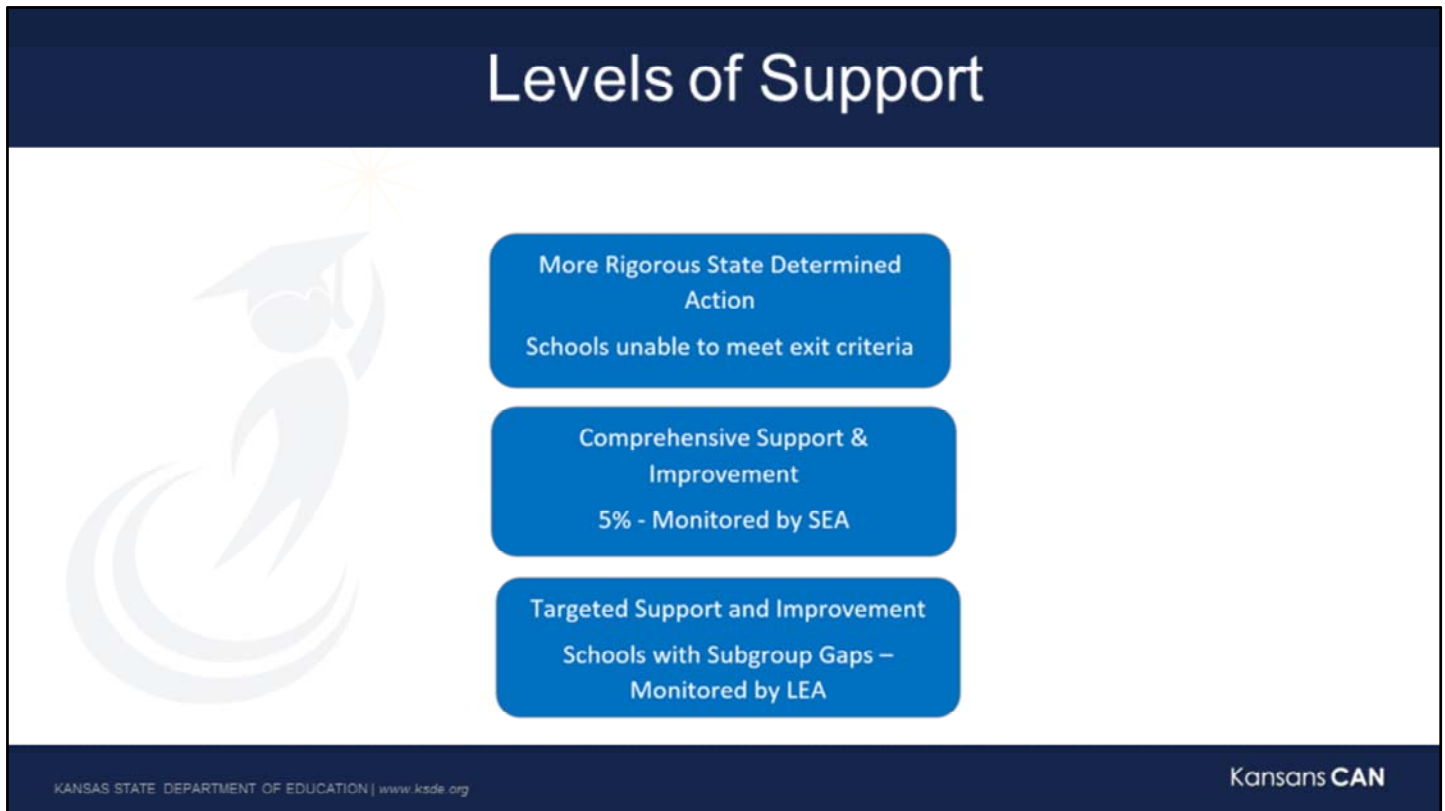 Levels of Support
More Rigorous State Determined
Action
Schools unable to meet exit criteria
Comprehensive Support &
Improvement
5% - Monitored by SEA
Targeted Support and Improvement
Schools with Subgroup Gaps –
Monitored by LEA
KANSAS STATE DEPARTMENT OF EDUCATION | www.ksde.org
Kansans CAN